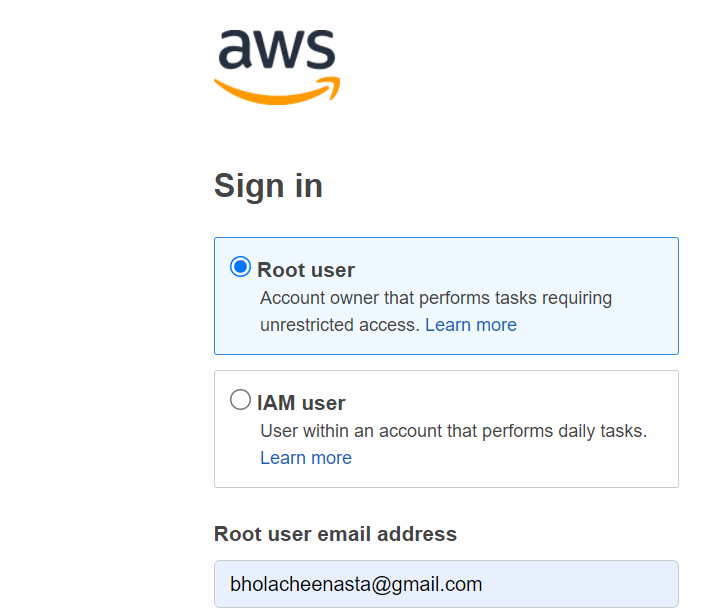 aws
Sign in
Root user
Account owner that performs tasks requiring
unrestricted access. Learn more
IAM user
User within an account that performs daily tasks.
Learn more
Root user email address
bholacheenasta@gmail.com